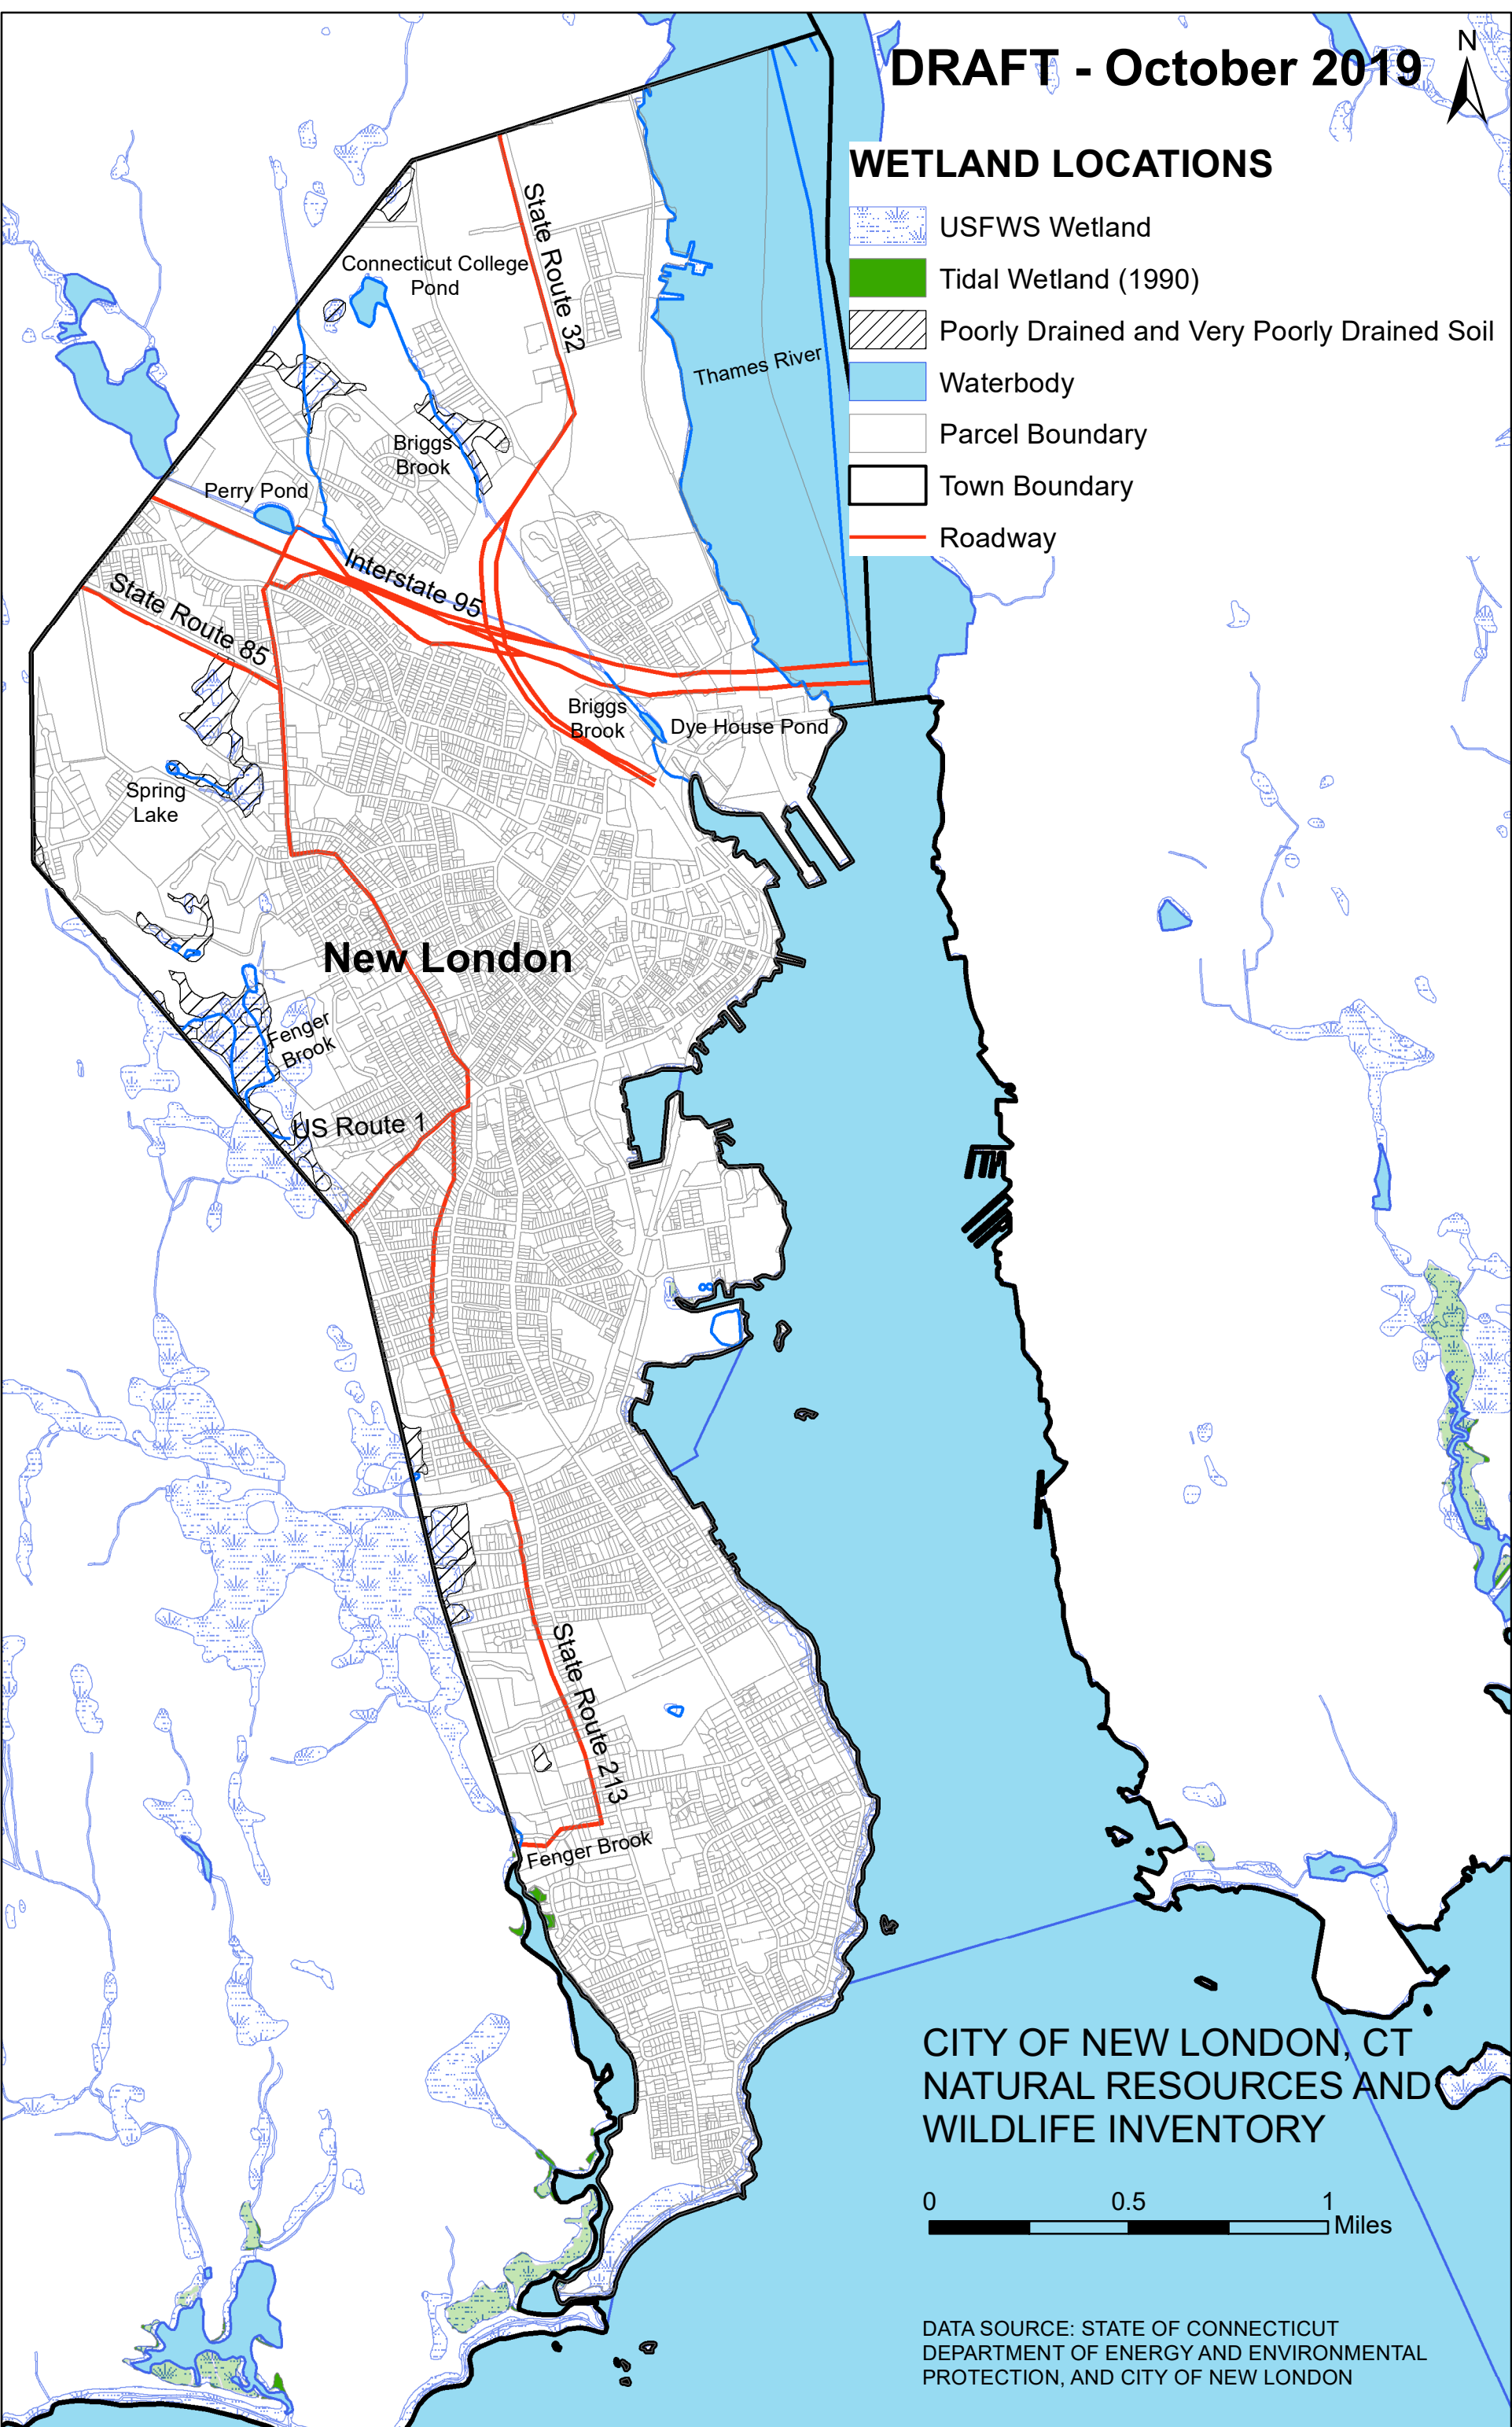 DRAFT - October 2019
N
WETLAND LOCATIONS
USFWS Wetland
Tidal Wetland (1990)
Poorly Drained and Very Poorly Drained Soil
Waterbody
Parcel Boundary
Town Boundary
Roadway
State Route 32
Connecticut College
Pond
Thames River
Briggs
Brook
Perry Pond
Interstate 95
State Route 85
Briggs
Brook
Dye House Pond
Spring
Lake
New London
Fenger
Brook
US Route 1
State Route 213
Fenger Brook
CITY OF NEW LONDON, CT
NATURAL RESOURCES AND
WILDLIFE INVENTORY
0 0.5 1
Miles
DATA SOURCE: STATE OF CONNECTICUT
DEPARTMENT OF ENERGY AND ENVIRONMENTAL
PROTECTION, AND CITY OF NEW LONDON